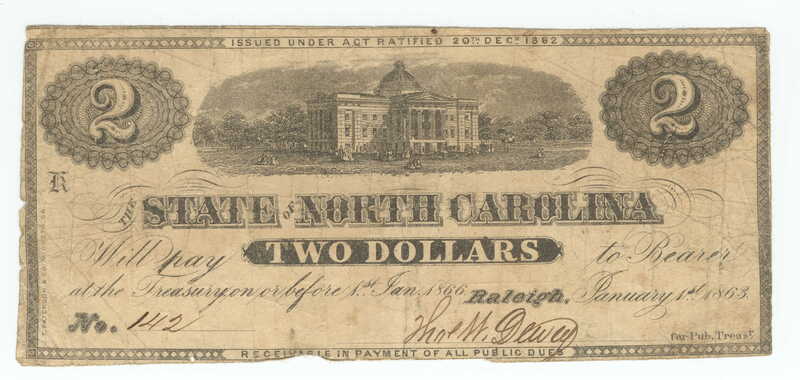 ISSUED UNDER ACT RATIFIED 20TH DECR 1862
2 2
K
THE STATE OF NORTH CAROLINA
Will pay TWO DOLLARS to Bearer
at the Treasury on or before 1st Jan. 1866 Raleigh, January 1st 1863.
No. 142 Thos W. Dewey for Pub. Treasr
RECEIVABLE IN PAYMENT OF ALL PUBLIC DUES